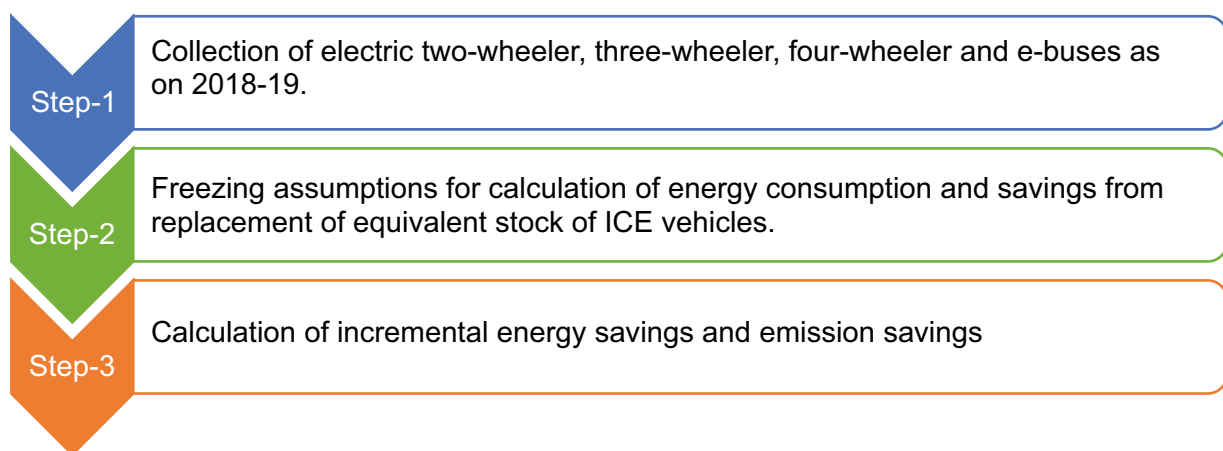 Step-1
Collection of electric two-wheeler, three-wheeler, four-wheeler and e-buses as
on 2018-19.
Step-2
Freezing assumptions for calculation of energy consumption and savings from
replacement of equivalent stock of ICE vehicles.
Step-3
Calculation of incremental energy savings and emission savings